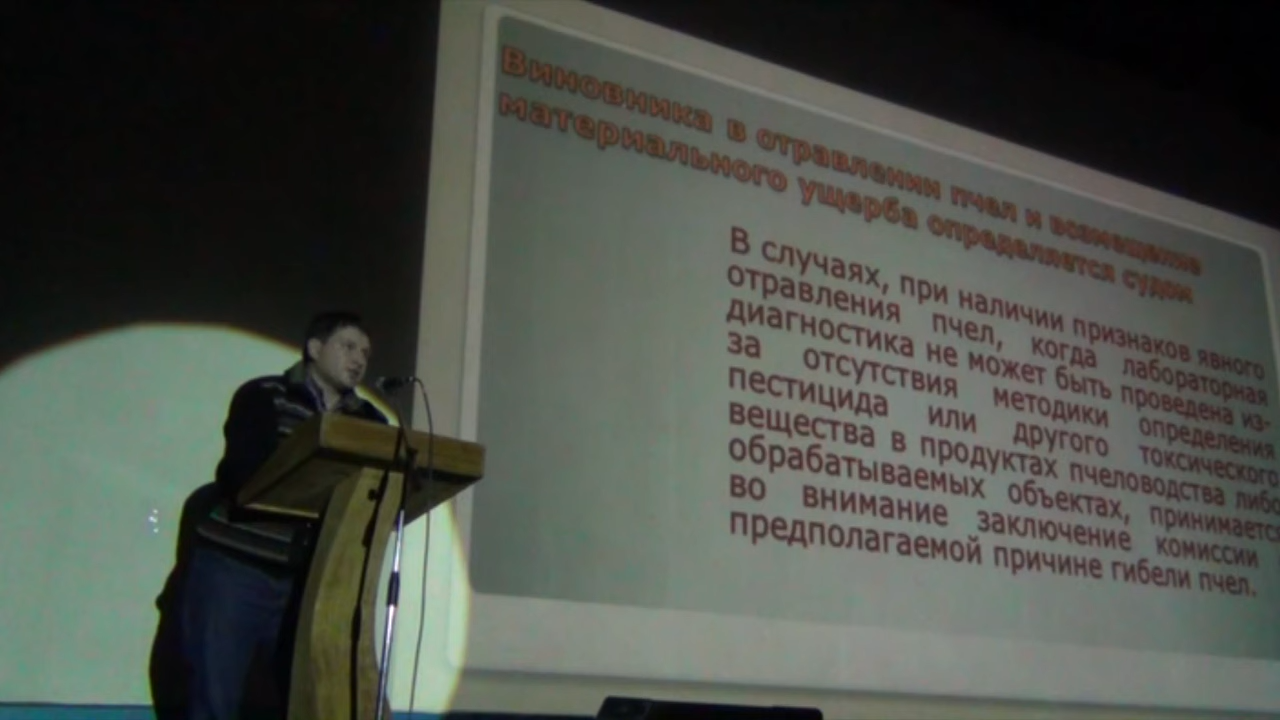 Виновника в отравлении пчел и возмещение
материального ущерба определяется судом
В случаях, при наличии признаков явного
отравления пчел, когда лабораторная
диагностика не может быть проведена из-
за отсутствия методики определения
пестицида или другого токсического
вещества в продуктах пчеловодства либо
обрабатываемых объектах, принимается
во внимание заключение комиссии
предполагаемой причине гибели пчел.